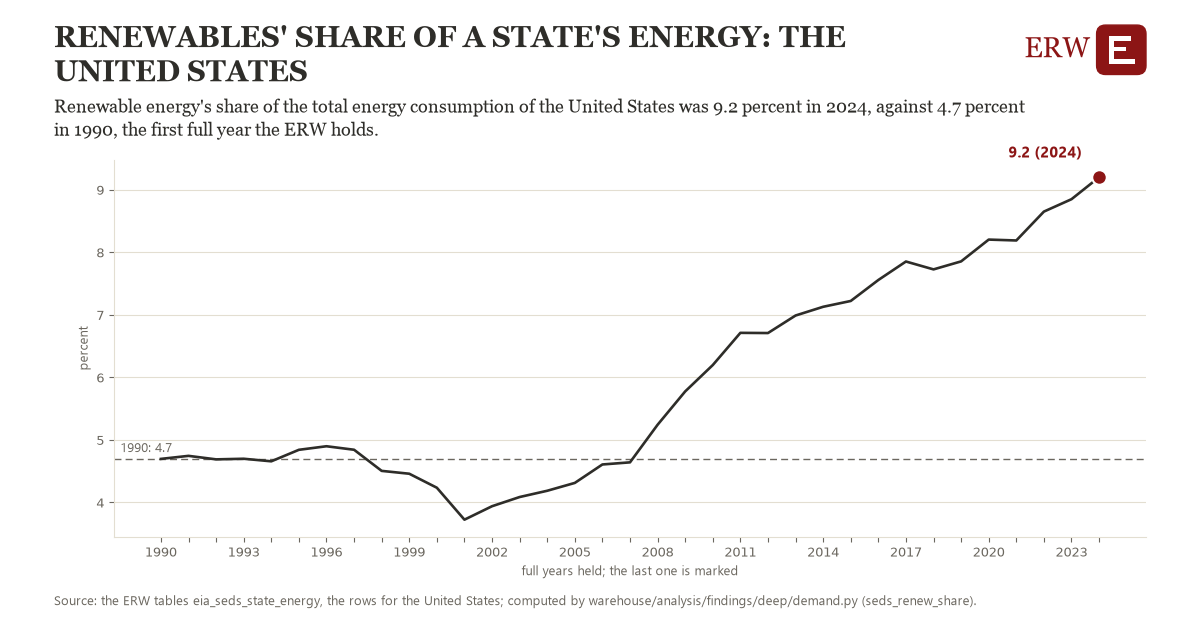 RENEWABLES' SHARE OF A STATE'S ENERGY: THE
UNITED STATES
ERW
E
Renewable energy's share of the total energy consumption of the United States was 9.2 percent in 2024, against 4.7 percent
in 1990, the first full year the ERW holds.
9.2 (2024)
9
8
7
6
5
4
percent
1990: 4.7
1990 1993 1996 1999 2002 2005 2008 2011 2014 2017 2020 2023
full years held; the last one is marked
Source: the ERW tables eia_seds_state_energy, the rows for the United States; computed by warehouse/analysis/findings/deep/demand.py (seds_renew_share).